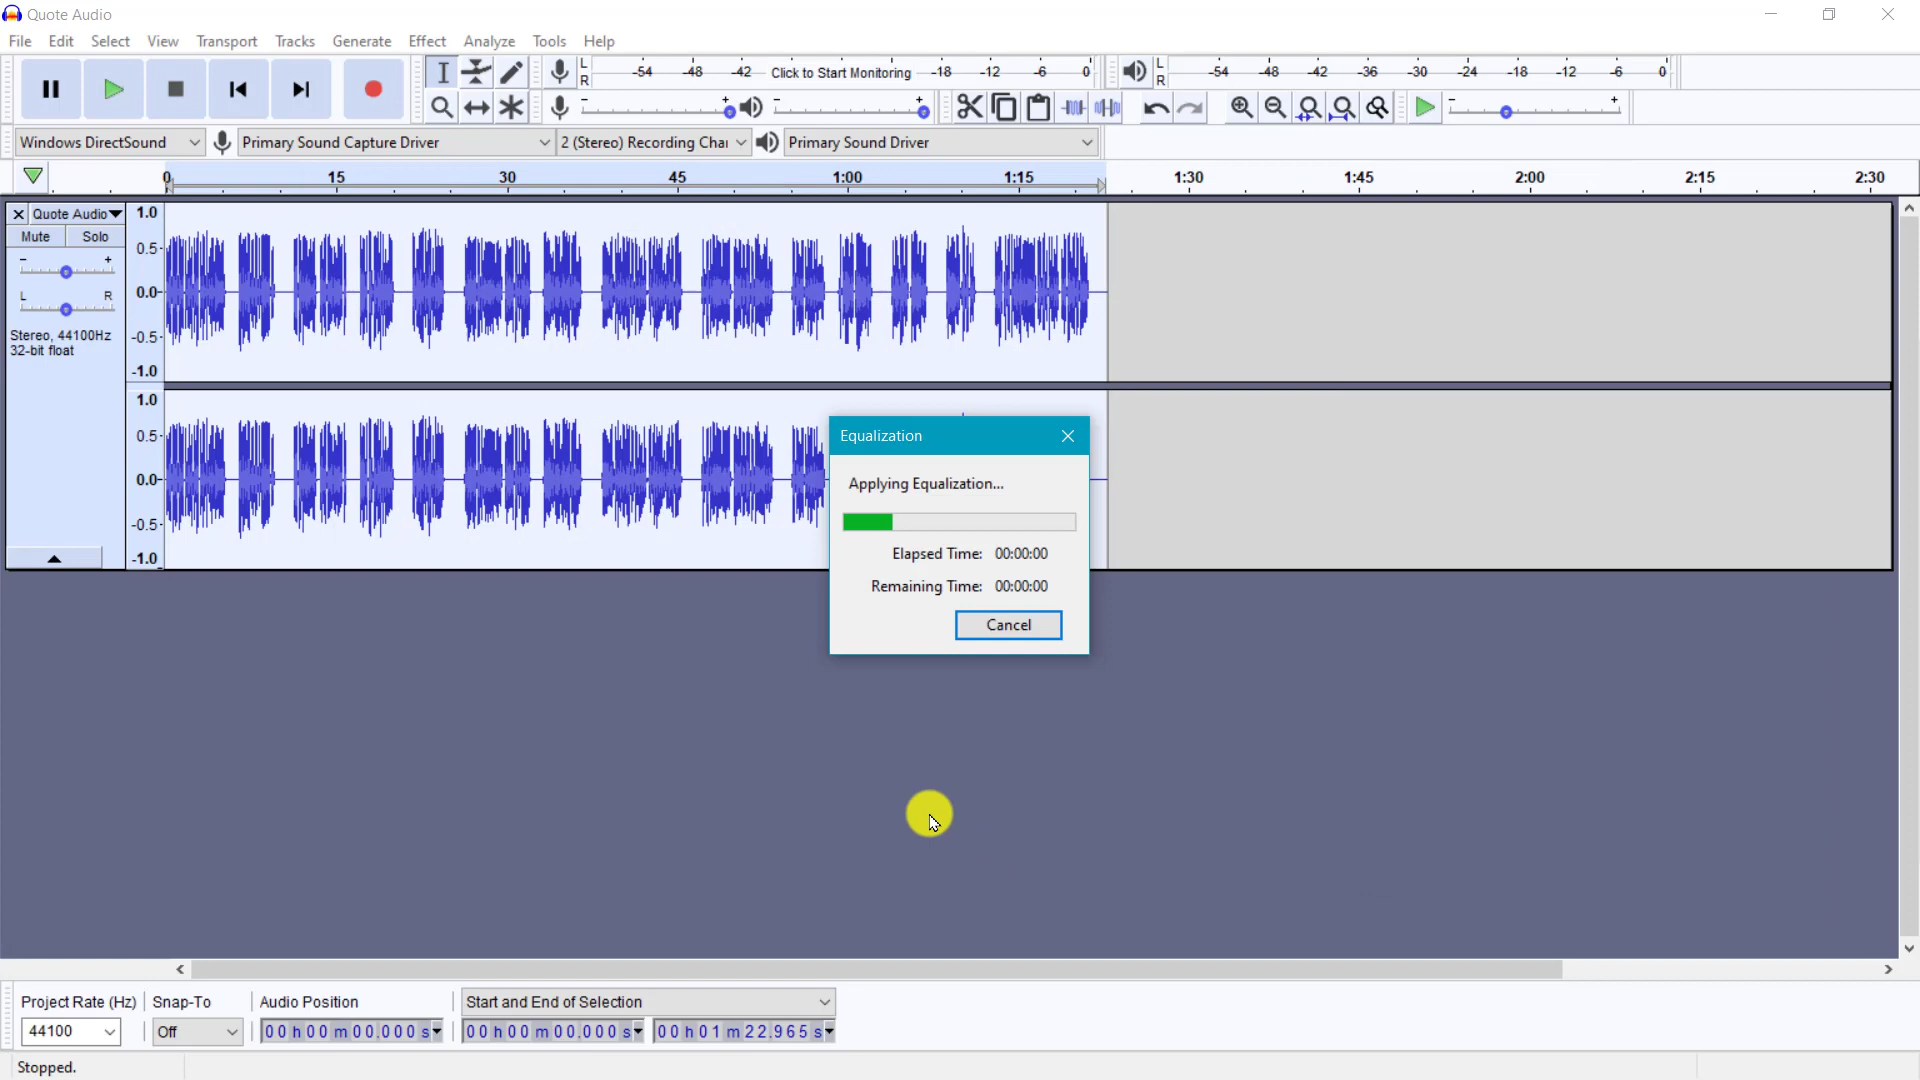 Quote Audio
File Edit Select View Transport Tracks Generate Effect Analyze Tools Help
L R -54 -48 -42 Click to Start Monitoring -18 -12 -6 0 L R -54 -48 -42 -36 -30 -24 -18 -12 -6 0
- + - + - +
Windows DirectSound Primary Sound Capture Driver 2 (Stereo) Recording Chai Primary Sound Driver
0 15 30 45 1:00 1:15 1:30 1:45 2:00 2:15 2:30
Quote Audio
Mute Solo
- +
L R
Stereo, 44100Hz
32-bit float
1.0
0.5-
0.0-
-0.5-
-1.0
1.0
0.5-
0.0-
-0.5-
-1.0
Equalization
Applying Equalization...
Elapsed Time: 00:00:00
Remaining Time: 00:00:00
Cancel
Project Rate (Hz) Snap-To Audio Position Start and End of Selection
44100 Off 00 h 00 m 00.000 s 00 h 00 m 00.000 s 00 h 01 m 22.965 s
Stopped.